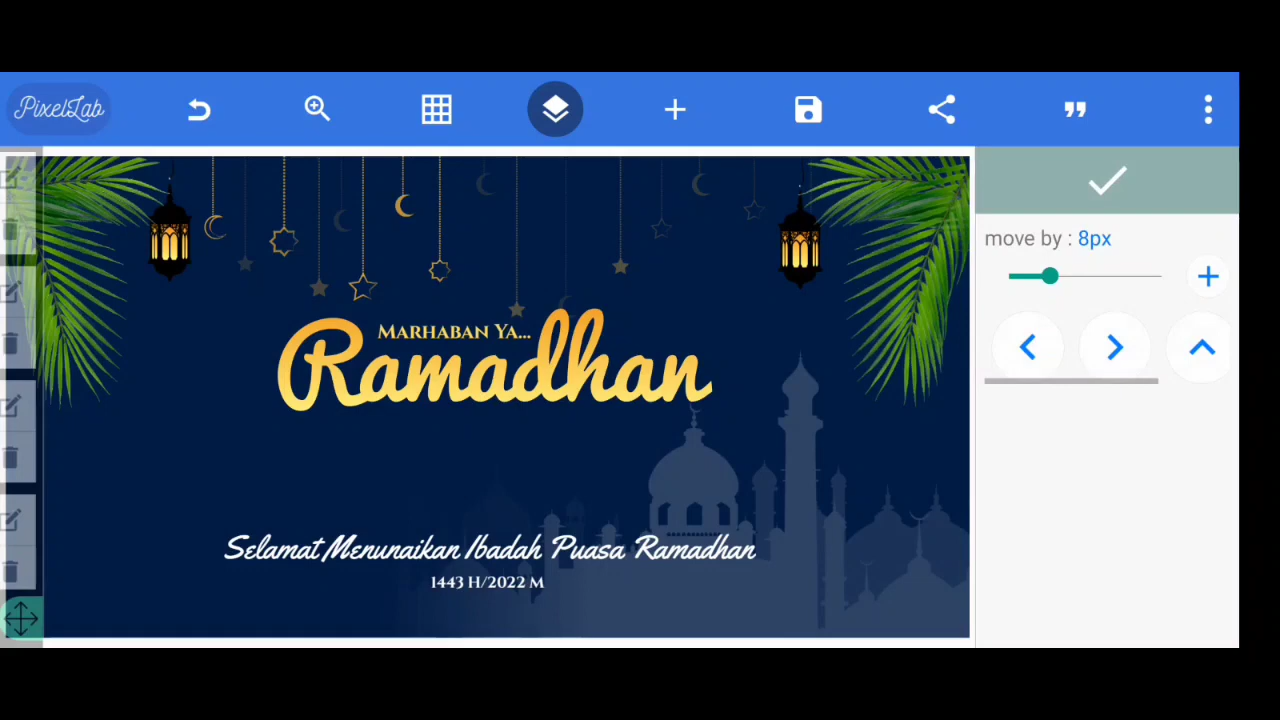 PixelLab
move by : 8px
Marhaban Ya...
Ramadhan
Selamat Menunaikan Ibadah Puasa Ramadhan
1443 H/2022 M